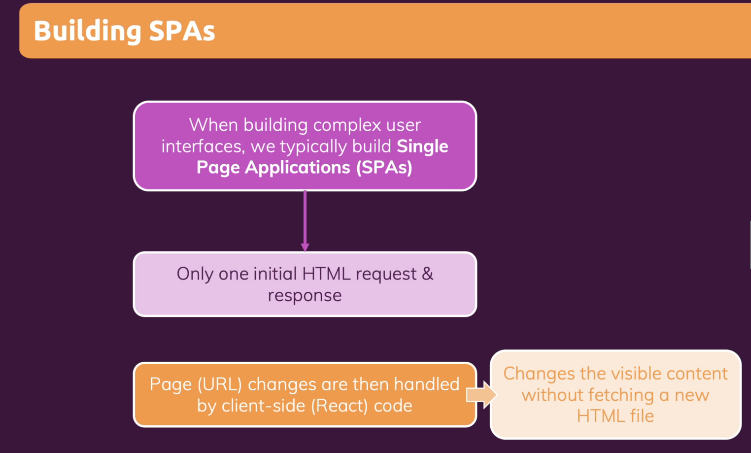 Building SPAs
When building complex user
interfaces, we typically build Single
Page Applications (SPAs)
Only one initial HTML request &
response
Page (URL) changes are then handled
by client-side (React) code
Changes the visible content
without fetching a new
HTML file